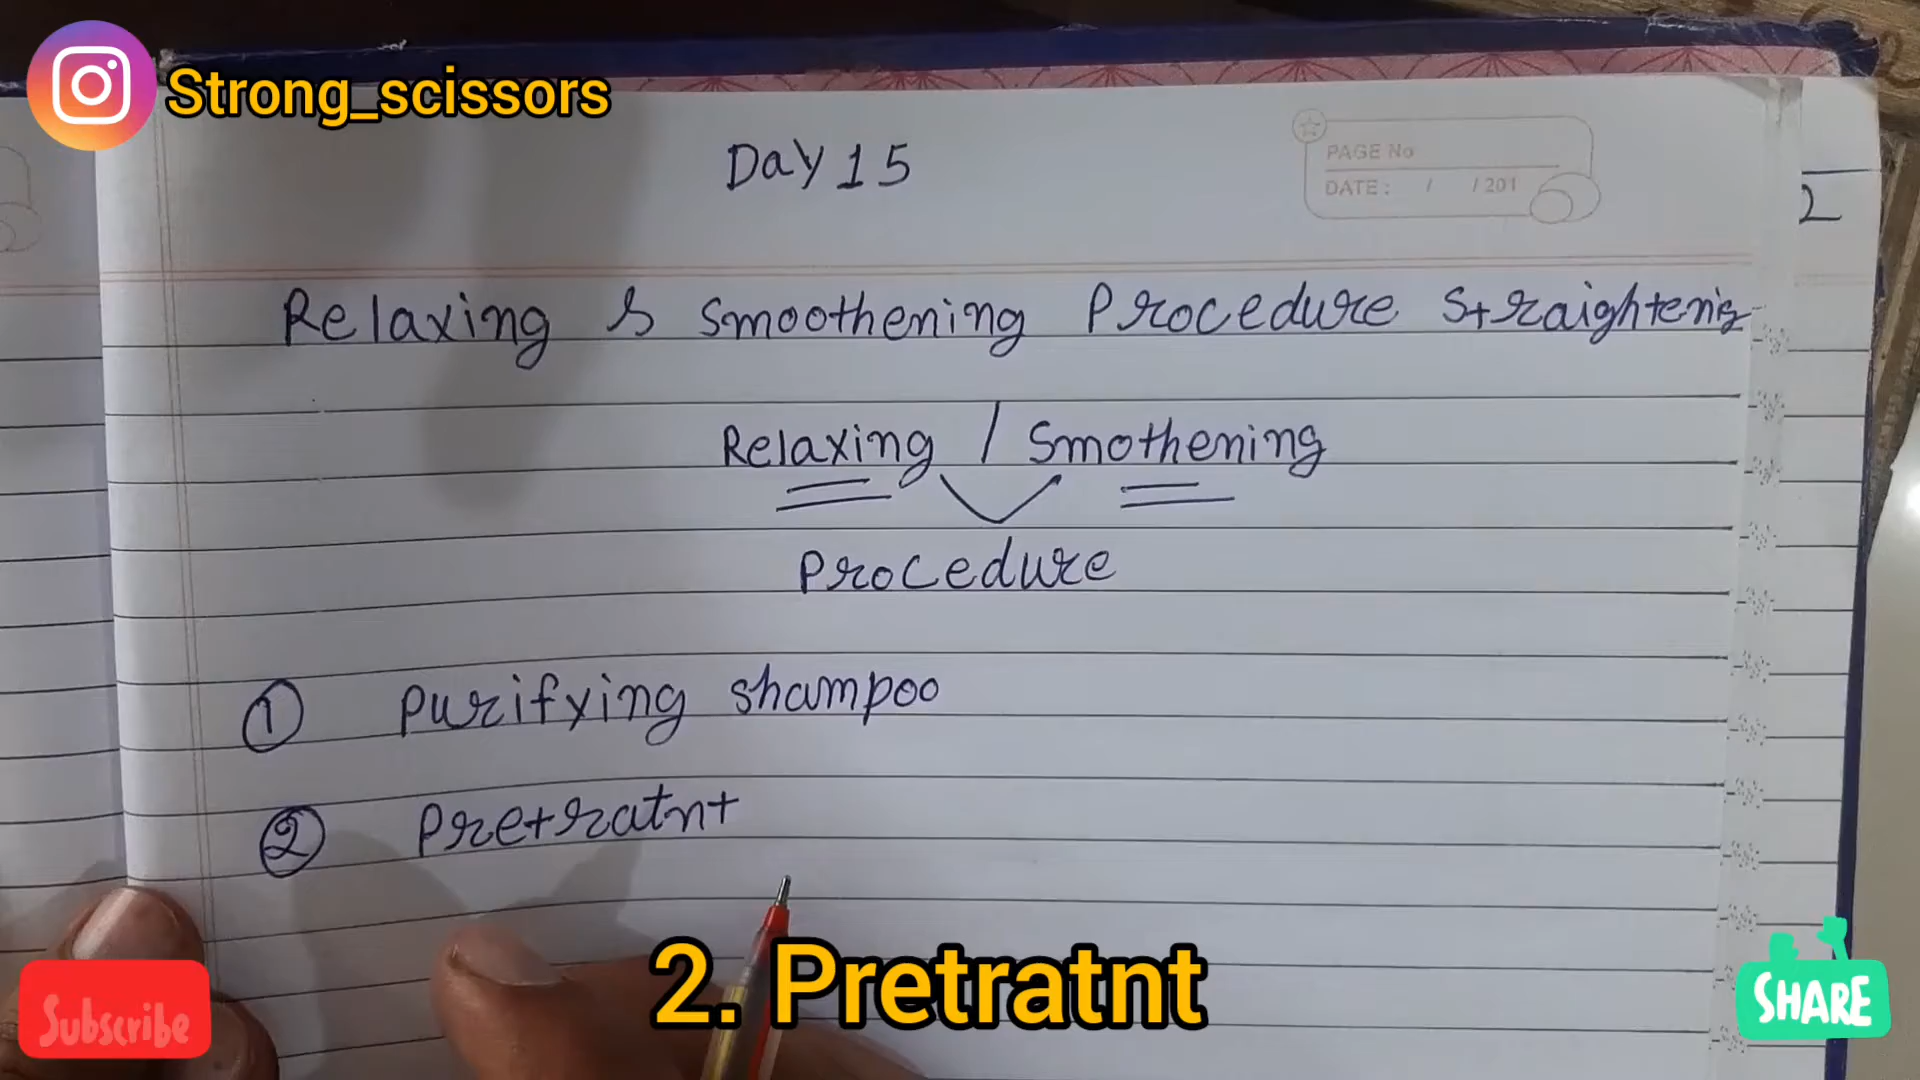 Strong_scissors
Day 15
PAGE No
DATE: / / 201
2
Relaxing & Smoothening Procedure Straightenig
Relaxing / Smothening
Procedure
1 Purifying shampoo
2 Pretratnt
2. Pretratnt
Subscribe
SHARE